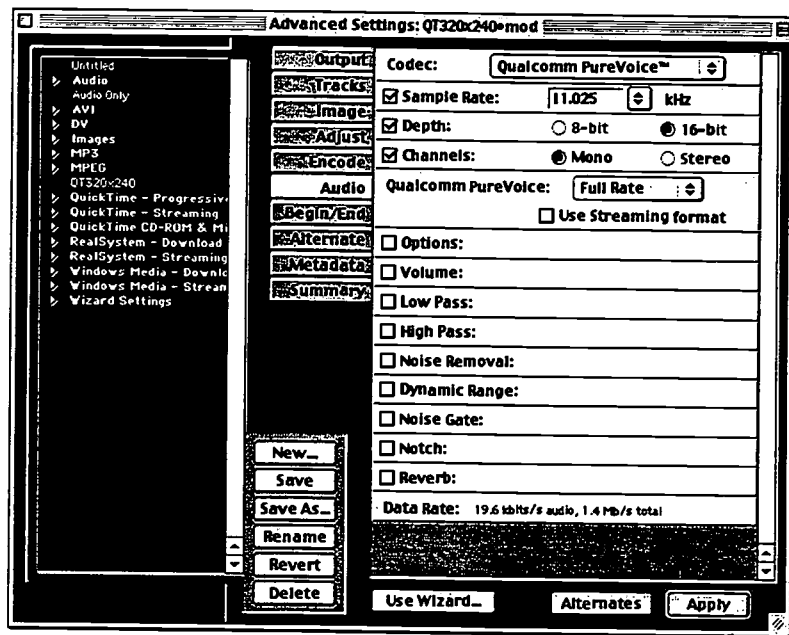 Advanced Settings: QT320x240•mod
Untitled
Audio
Audio Only
AVI
DV
Images
MP3
MPEG
QT320x240
QuickTime - Progressive
QuickTime - Streaming
QuickTime CD-ROM & Mi
RealSystem - Download
RealSystem - Streaming
Windows Media - Downlo
Windows Media - Stream
Wizard Settings
Output
Tracks
Image
Adjust
Encode
Audio
Begin/End
Alternate
Metadata
Summary
New…
Save
Save As…
Rename
Revert
Delete
Codec: Qualcomm PureVoice™
Sample Rate: 11.025 kHz
Depth: 8-bit 16-bit
Channels: Mono Stereo
Qualcomm PureVoice: Full Rate
Use Streaming format
Options:
Volume:
Low Pass:
High Pass:
Noise Removal:
Dynamic Range:
Noise Gate:
Notch:
Reverb:
Data Rate: 19.6 kbits/s audio, 1.4 Mb/s total
Use Wizard… Alternates Apply